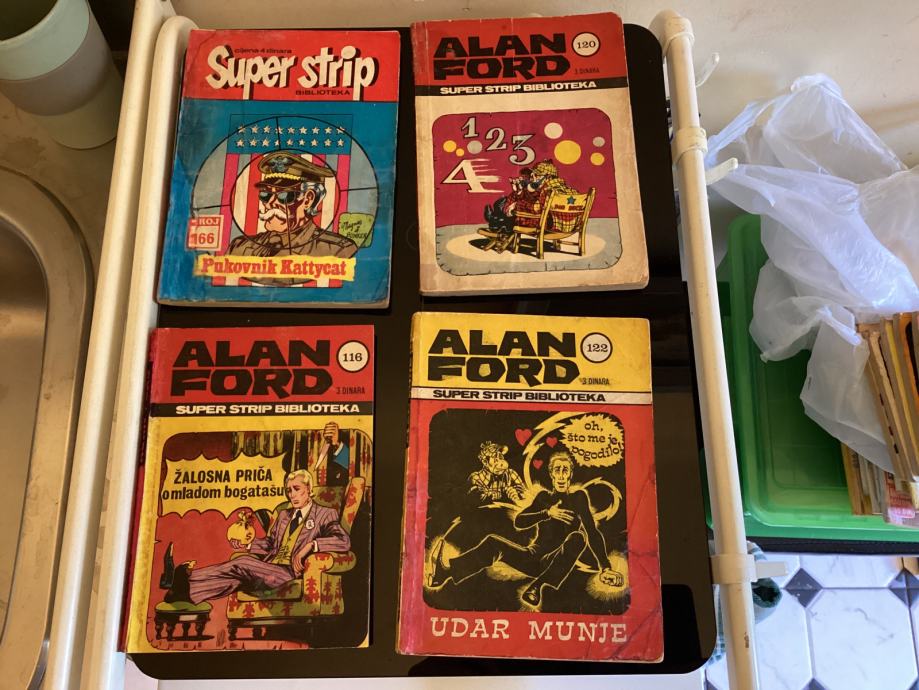 cijena 4 dinara
Super strip
BIBLIOTEKA
BROJ
166
Pukovnik Kattycat
ALAN
FORD
120
3 DINARA
SUPER STRIP BIBLIOTEKA
1 2 3
4
BOB ROCK
ALAN
FORD
116
3 DINARA
SUPER STRIP BIBLIOTEKA
ŽALOSNA PRIČA
o mladom bogatašu
ALAN
FORD
122
3 DINARA
SUPER STRIP BIBLIOTEKA
oh,
što me je
pogodilo!
UDAR MUNJE